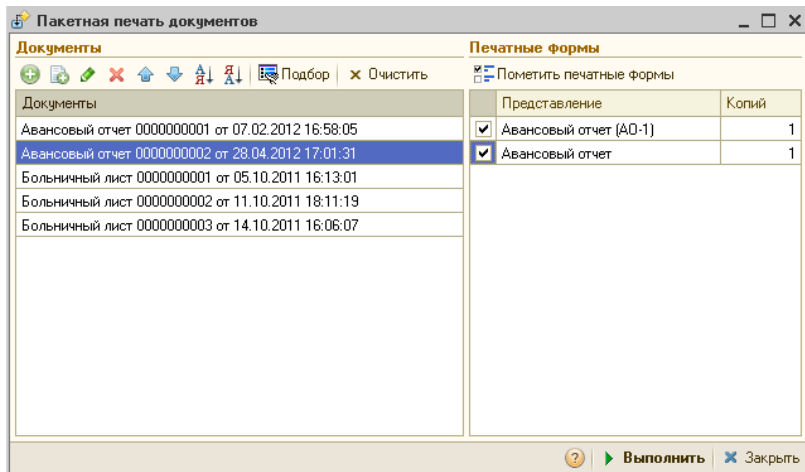 Пакетная печать документов
Документы
Печатные формы
А Я
Я А
Подбор
Очистить
Пометить печатные формы
Документы
Представление Копий
Авансовый отчет 0000000001 от 07.02.2012 16:58:05
Авансовый отчет (АО-1) 1
Авансовый отчет 0000000002 от 28.04.2012 17:01:31
Авансовый отчет 1
Больничный лист 0000000001 от 05.10.2011 16:13:01
Больничный лист 0000000002 от 11.10.2011 18:11:19
Больничный лист 0000000003 от 14.10.2011 16:06:07
? Выполнить Закрыть